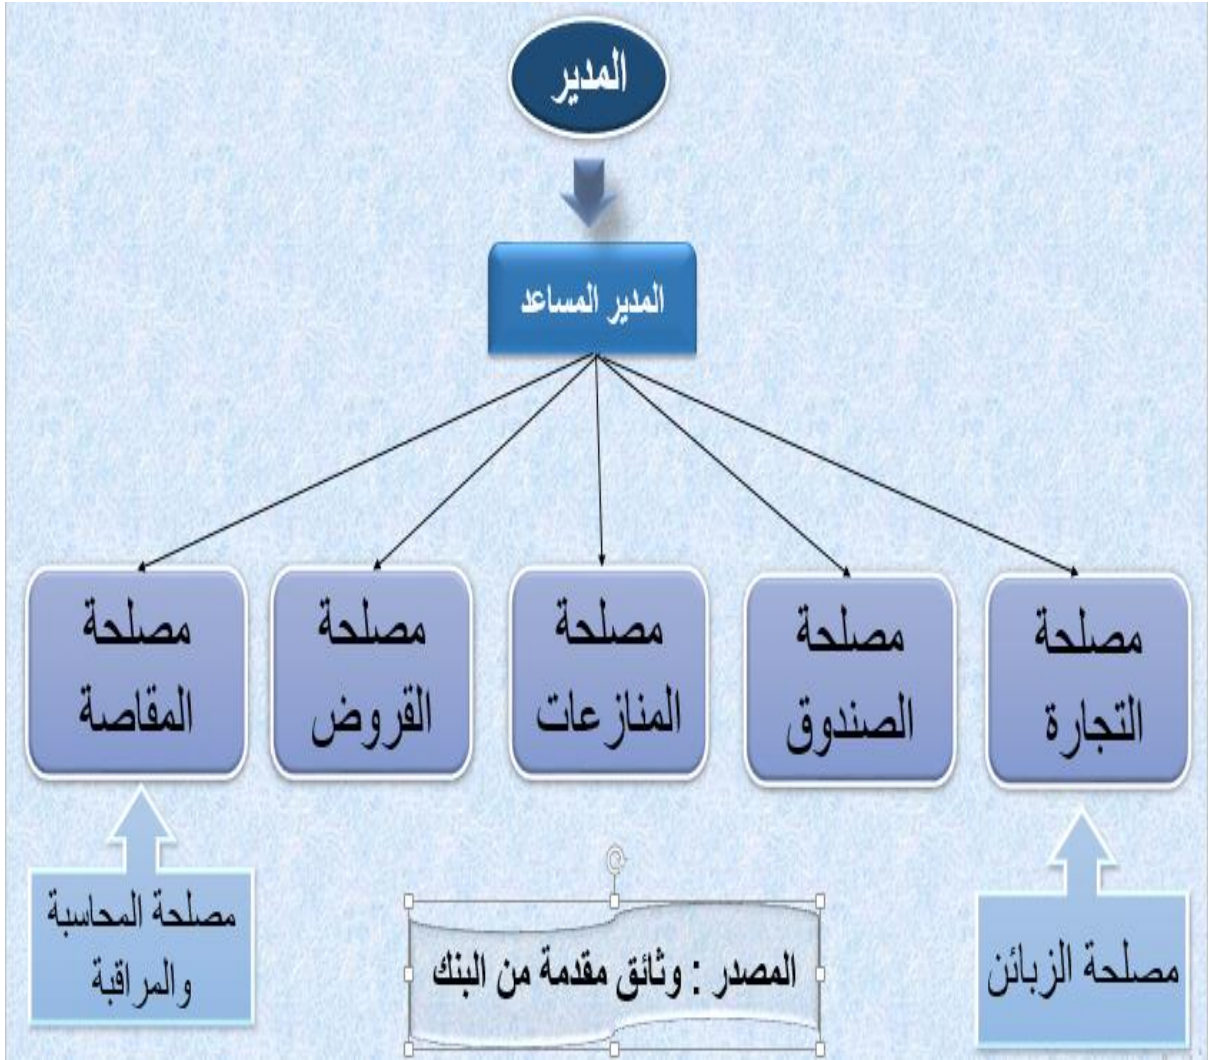 المدير
المدير المساعد
مصلحة
التجارة
مصلحة
الصندوق
مصلحة
المنازعات
مصلحة
القروض
مصلحة
المقاصة
مصلحة الزبائن
المصدر : وثائق مقدمة من البنك
مصلحة المحاسبة
والمراقبة